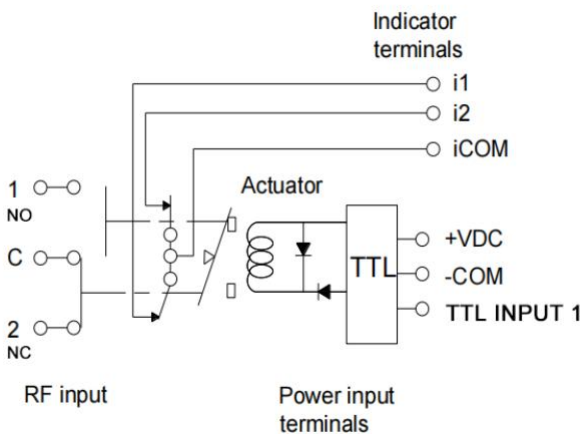 Indicator
terminals
i1
i2
iCOM
Actuator
1
NO
C
2
NC
TTL
+VDC
-COM
TTL INPUT 1
RF input
Power input
terminals